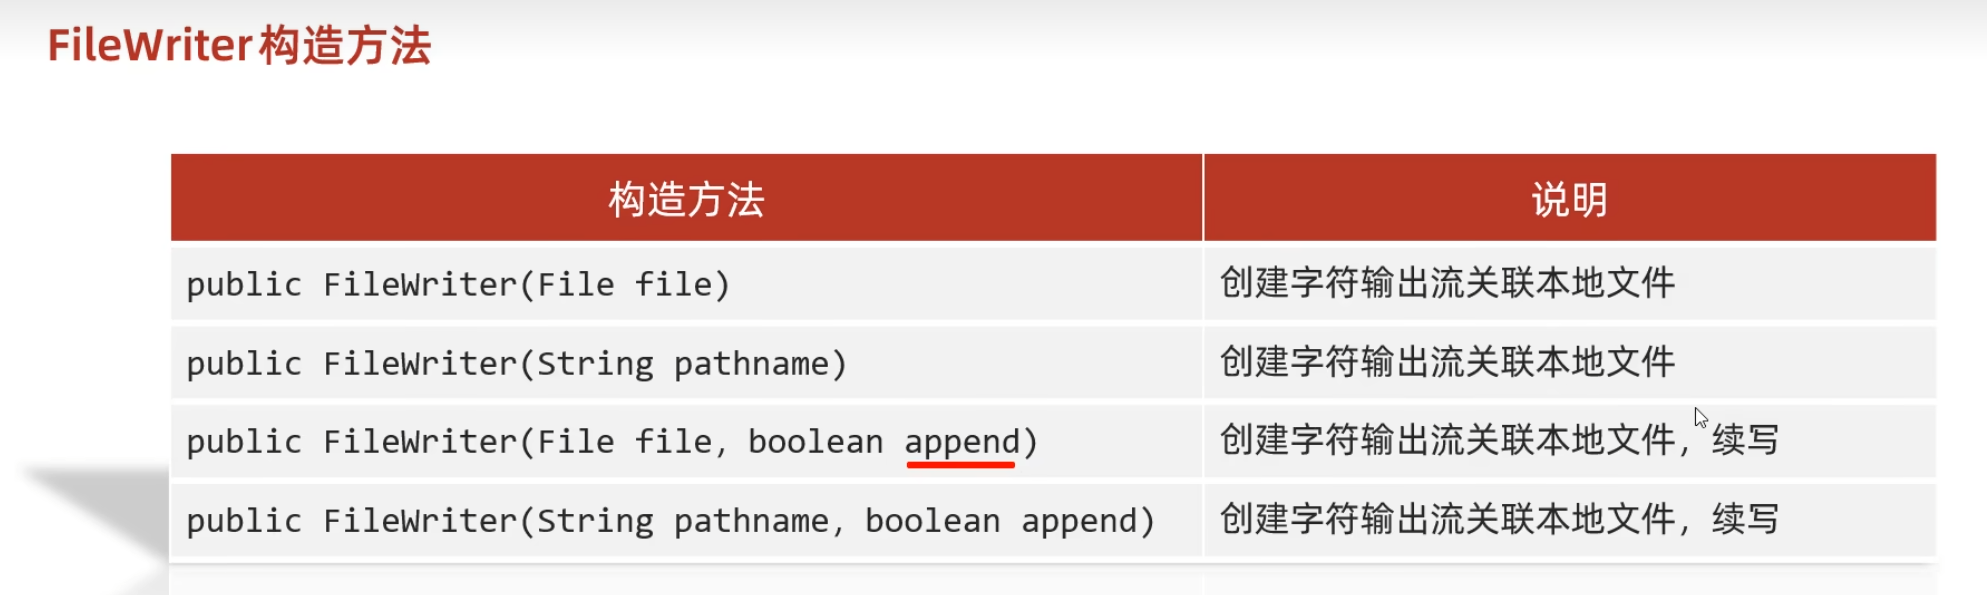 FileWriter构造方法
构造方法 说明
public FileWriter(File file) 创建字符输出流关联本地文件
public FileWriter(String pathname) 创建字符输出流关联本地文件
public FileWriter(File file, boolean append) 创建字符输出流关联本地文件，续写
public FileWriter(String pathname, boolean append) 创建字符输出流关联本地文件，续写